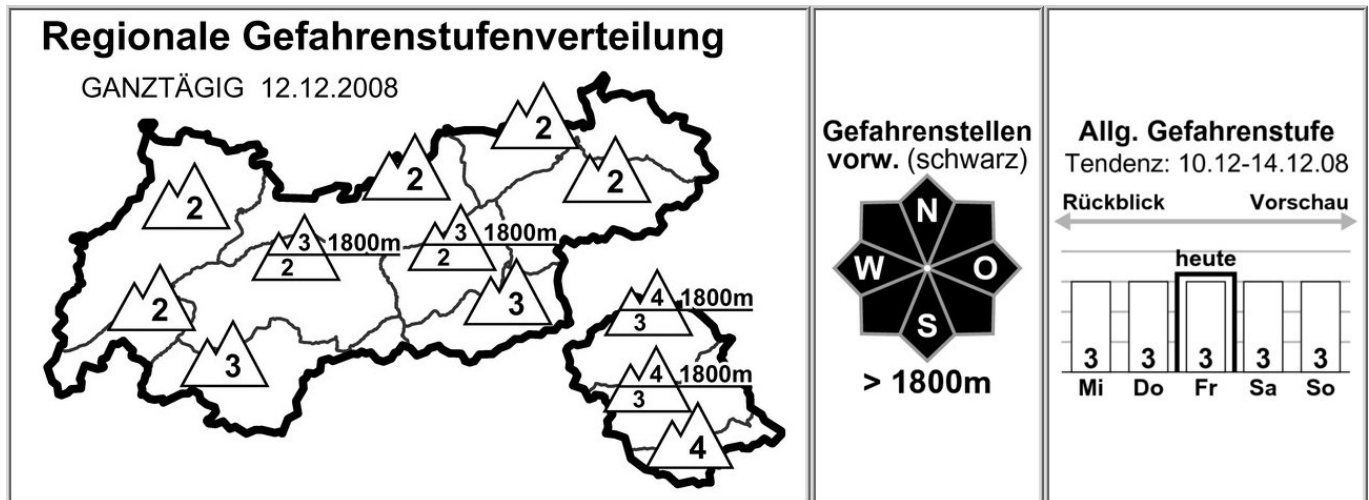 Regionale Gefahrenstufenverteilung
GANZTÄGIG 12.12.2008
2
2
2
2
3 1800m
2
3 1800m
2
2
3
3
2
4 1800m
3
4 1800m
3
4
Gefahrenstellen
vorw. (schwarz)
N
W O
S
> 1800m
Allg. Gefahrenstufe
Tendenz: 10.12-14.12.08
Rückblick Vorschau
heute
3 3 3 3 3
Mi Do Fr Sa So